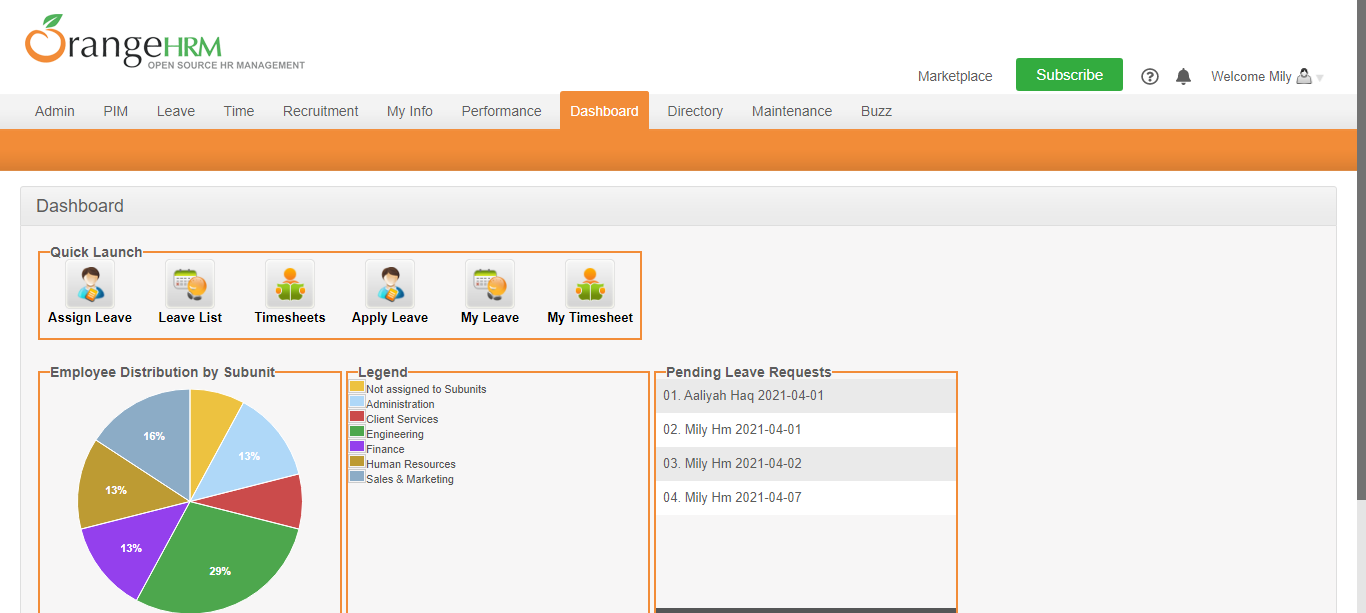 OrangeHRM
OPEN SOURCE HR MANAGEMENT
Marketplace
Subscribe
?
Welcome Mily
Admin PIM Leave Time Recruitment My Info Performance Dashboard Directory Maintenance Buzz
Dashboard
Quick Launch
Assign Leave Leave List Timesheets Apply Leave My Leave My Timesheet
Employee Distribution by Subunit
16%
13%
13%
13%
29%
Legend
Not assigned to Subunits
Administration
Client Services
Engineering
Finance
Human Resources
Sales & Marketing
Pending Leave Requests
01. Aaliyah Haq 2021-04-01
02. Mily Hm 2021-04-01
03. Mily Hm 2021-04-02
04. Mily Hm 2021-04-07